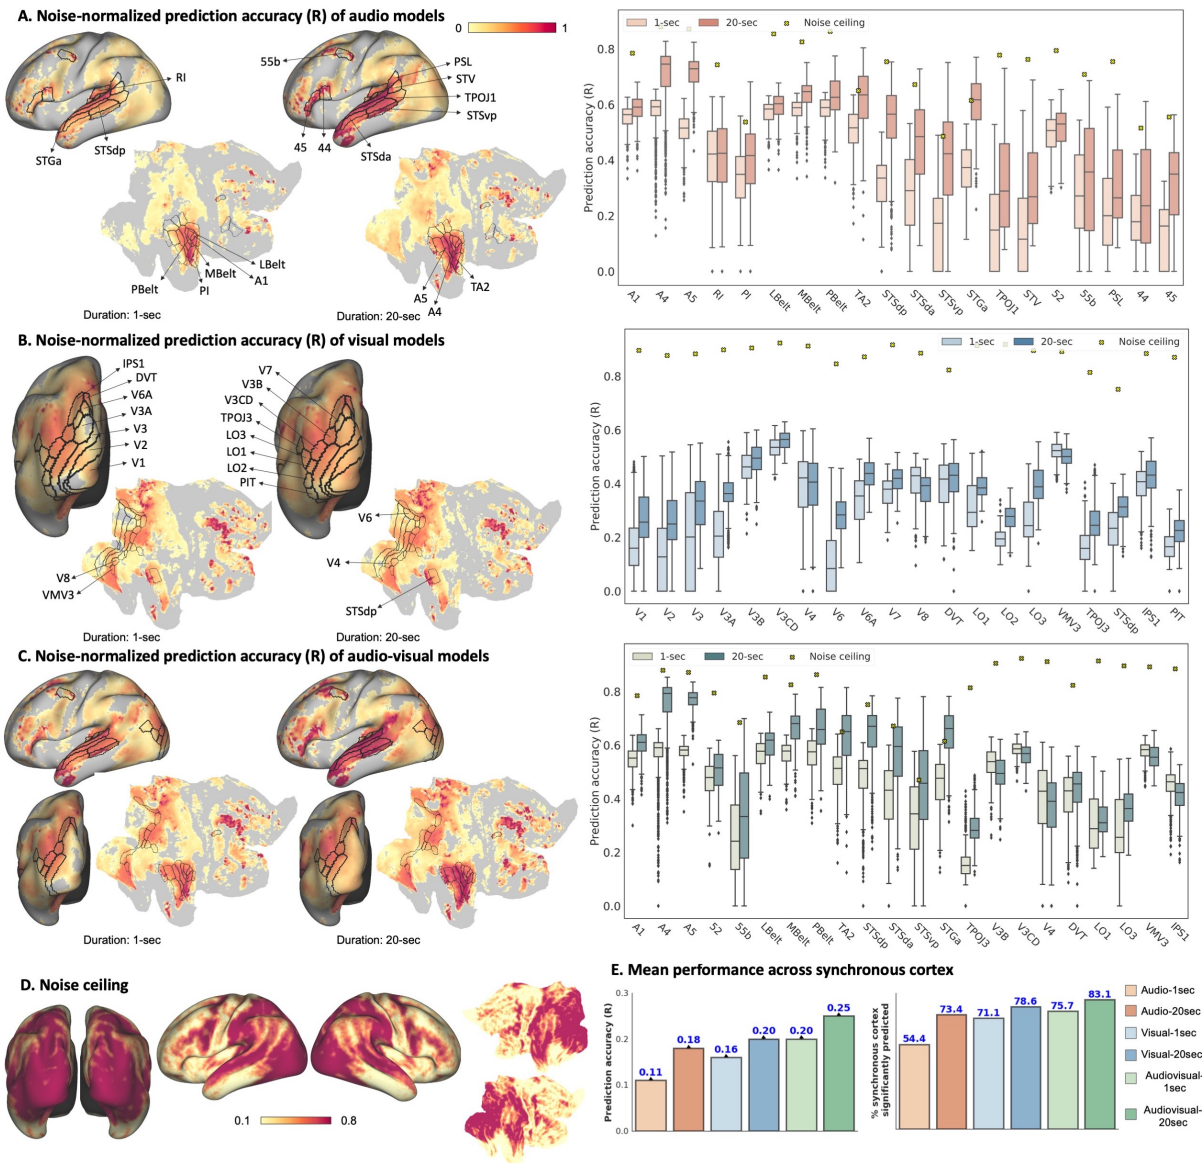 A. Noise-normalized prediction accuracy (R) of audio models
0 1
RI
STGa
STSdp
55b
PSL
STV
TPOJ1
STSvp
45
44
STSda
LBelt
MBelt
A1
PBelt
PI
Duration: 1-sec
TA2
A5
A4
Duration: 20-sec
1-sec 20-sec Noise ceiling
Prediction accuracy (R)
0.8
0.6
0.4
0.2
0.0
A1 A4 A5 RI PI LBelt MBelt PBelt TA2 STSdp STSda STSvp STGa TPOJ1 STV 52 55b PSL 44 45
B. Noise-normalized prediction accuracy (R) of visual models
IPS1
DVT
V6A
V3A
V3
V2
V1
V8
VMV3
Duration: 1-sec
V7
V3B
V3CD
TPOJ3
LO3
LO1
LO2
PIT
V6
V4
STSdp
Duration: 20-sec
1-sec 20-sec Noise ceiling
Prediction accuracy (R)
0.8
0.6
0.4
0.2
0.0
V1 V2 V3 V3A V3B V3CD V4 V6 V6A V7 V8 DVT LO1 LO2 LO3 VMV3 TPOJ3 STSdp IPS1 PIT
C. Noise-normalized prediction accuracy (R) of audio-visual models
Duration: 1-sec
Duration: 20-sec
1-sec 20-sec Noise ceiling
Prediction accuracy (R)
0.8
0.6
0.4
0.2
0.0
A1 A4 A5 52 55b LBelt MBelt PBelt TA2 STSdp STSda STSvp STGa TPOJ3 V3B V3CD V4 DVT LO1 LO3 VMV3 IPS1
D. Noise ceiling
0.1 0.8
E. Mean performance across synchronous cortex
Prediction accuracy (R)
0.3
0.2
0.1
0.0
0.11 0.18 0.16 0.20 0.20 0.25
% synchronous cortex
significantly predicted
54.4 73.4 71.1 78.6 75.7 83.1
Audio-1sec
Audio-20sec
Visual-1sec
Visual-20sec
Audiovisual-
1sec
Audiovisual-
20sec